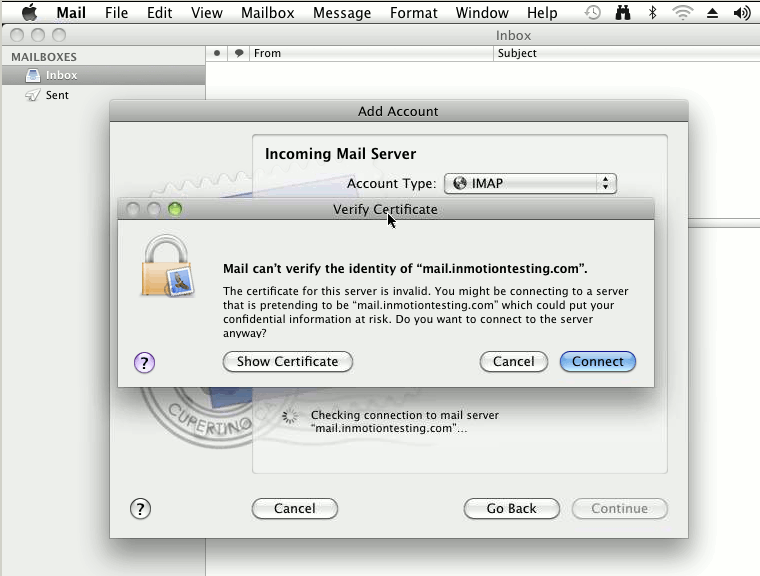 Mail File Edit View Mailbox Message Format Window Help
Inbox
MAILBOXES
From Subject
Inbox
Sent
Add Account
Incoming Mail Server
Account Type: IMAP
Verify Certificate
Mail can't verify the identity of “mail.inmotiontesting.com”.
The certificate for this server is invalid. You might be connecting to a server
that is pretending to be “mail.inmotiontesting.com” which could put your
confidential information at risk. Do you want to connect to the server
anyway?
? Show Certificate Cancel Connect
Checking connection to mail server
“mail.inmotiontesting.com”...
CUPERTINO CA
? Cancel Go Back Continue